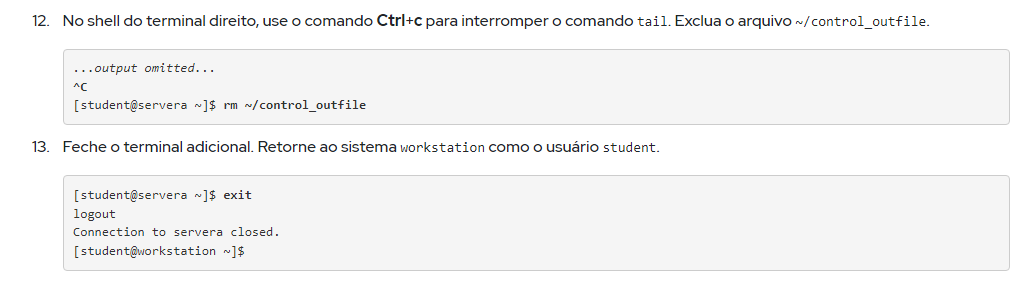 12. No shell do terminal direito, use o comando Ctrl+c para interromper o comando tail. Exclua o arquivo ~/control_outfile.
...output omitted...
^C
[student@servera ~]$ rm ~/control_outfile
13. Feche o terminal adicional. Retorne ao sistema workstation como o usuário student.
[student@servera ~]$ exit
logout
Connection to servera closed.
[student@workstation ~]$